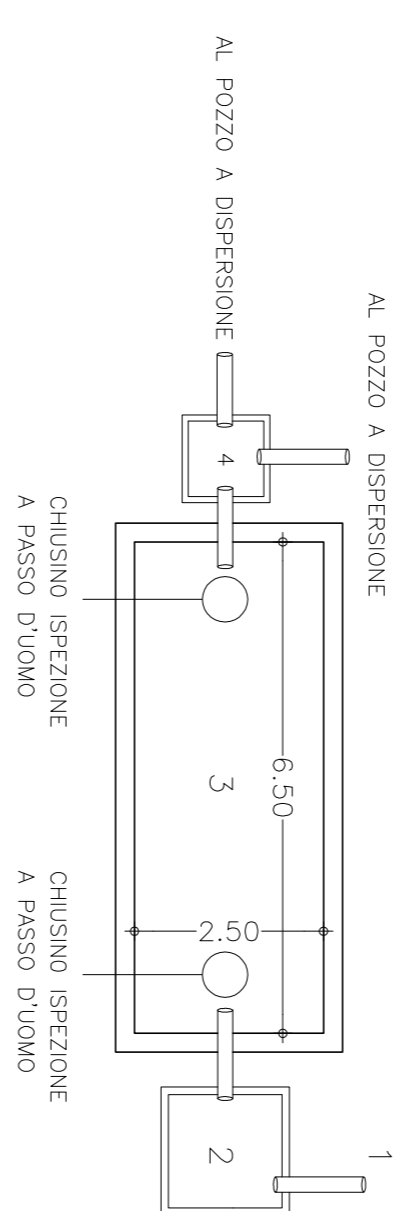 AL POZZO A DISPERSIONE
AL POZZO A DISPERSIONE
4
CHIUSINO ISPEZIONE
A PASSO D'UOMO
6.50
3
2.50
CHIUSINO ISPEZIONE
A PASSO D'UOMO
1
2